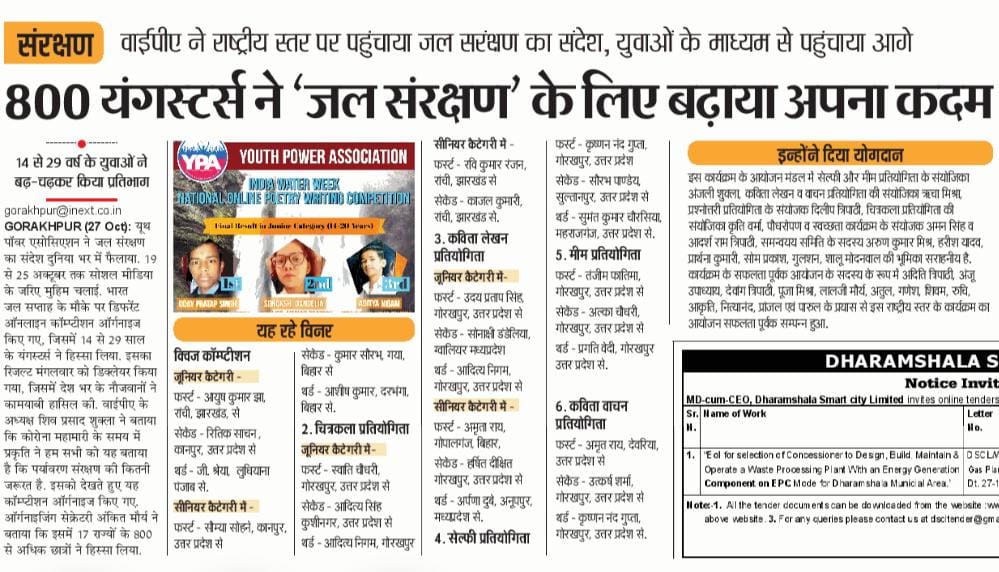 संरक्षण
वाईपीए ने राष्ट्रीय स्तर पर पहुंचाया जल सरंक्षण का संदेश, युवाओं के माध्यम से पहुंचाया आगे
800 यंगस्टर्स ने 'जल संरक्षण' के लिए बढ़ाया अपना कदम
14 से 29 वर्ष के युवाओं ने
बढ़-चढ़कर किया प्रतिभाग
gorakhpur@inext.co.in
GORAKHPUR (27 Oct): यूथ
पॉवर एसोसिएशन ने जल संरक्षण
का संदेश दुनिया भर में फैलाया. 19
से 25 अक्टूबर तक सोशल मीडिया
के जरिए मुहिम चलाई. भारत
जल सप्ताह के मौके पर डिफरेंट
ऑनलाइन कॉम्पटीशन ऑर्गनाइज
किए गए, जिसमें 14 से 29 साल
के यंगस्टर्स ने हिस्सा लिया. इसका
रिजल्ट मंगलवार को डिक्लेयर किया
गया, जिसमें देश भर के नौजवानों ने
कामयाबी हासिल की. वाईपीए के
अध्यक्ष शिव प्रसाद शुक्ला ने बताया
कि कोरोना महामारी के समय में
प्रकृति ने हम सभी को यह बताया
है कि पर्यावरण संरक्षण की कितनी
जरूरत है. इसको देखते हुए यह
कॉम्पटीशन ऑर्गनाइज किए गए.
ऑर्गनाइजिंग सेक्रेटरी अंकित मौर्य ने
बताया कि इसमें 17 राज्यों के 800
से अधिक छात्रों ने हिस्सा लिया.
YPA
YOUTH POWER ASSOCIATION
INDIA WATER WEEK
NATIONAL ONLINE POETRY WRITING COMPETITION
Final Result in Junior Category (14-20 Years)
1st
2nd
3rd
UDAY PRATAP SINGH
SONAKSHI DANDELIA
ADITYA NIGAM
यह रहे विनर
क्विज कॉम्प्टीशन
जूनियर कैटेगरी -
फर्स्ट - आयुष कुमार झा,
रांची, झारखंड, से
सेकेंड - रितिक साचन,
कानपुर, उत्तर प्रदेश से
थर्ड - जी. श्रेया, लुधियाना
पंजाब से.
सीनियर कैटेगरी -
फर्स्ट - सौम्या सोहने, कानपुर,
उत्तर प्रदेश से
सेकेंड - कुमार सौरभ, गया,
बिहार से
थर्ड - आशीष कुमार, दरभंगा,
बिहार से.
2. चित्रकला प्रतियोगिता
जूनियर कैटेगरी में -
फर्स्ट - स्वाति चौधरी,
गोरखपुर, उत्तर प्रदेश
सेकेंड - आदित्य सिंह
कुशीनगर, उत्तर प्रदेश
थर्ड - आदित्य निगम, गोरखपुर
सीनियर कैटेगरी में -
फर्स्ट - रवि कुमार रंजन,
रांची, झारखंड से
सेकेंड - काजल कुमारी,
रांची, झारखंड से.
3. कविता लेखन
प्रतियोगिता
जूनियर कैटेगरी में-
फर्स्ट - उदय प्रताप सिंह,
गोरखपुर, उत्तर प्रदेश से
सेकेंड - सोनाक्षी डंडेलिया,
ग्वालियर मध्यप्रदेश
थर्ड - आदित्य निगम,
गोरखपुर, उत्तर प्रदेश से.
सीनियर कैटेगरी में -
फर्स्ट - अमृता राय,
गोपालगंज, बिहार,
सेकेंड - हर्षित दीक्षित
गोरखपुर, उत्तर प्रदेश से
थर्ड - अर्पणा दुबे, अनूपपुर,
मध्यप्रदेश से.
4. सेल्फी प्रतियोगिता
फर्स्ट - कृष्णन नंद गुप्ता,
गोरखपुर, उत्तर प्रदेश
सेकेंड - सौरभ पाण्डेय,
सुल्तानपुर, उत्तर प्रदेश से
थर्ड - सुमंत कुमार चौरसिया,
महराजगंज, उत्तर प्रदेश से.
5. मीम प्रतियोगिता
फर्स्ट - तंजीम फातिमा,
गोरखपुर, उत्तर प्रदेश से
सेकेंड - अल्का चौधरी,
गोरखपुर, उत्तर प्रदेश से
थर्ड - प्रगति वेदी, गोरखपुर
उत्तर प्रदेश से.
6. कविता वाचन
प्रतियोगिता
फर्स्ट - अमृत राय, देवरिया,
उत्तर प्रदेश से.
सेकेंड - उत्कर्ष शर्मा,
गोरखपुर, उत्तर प्रदेश से.
थर्ड - कृष्णन नंद गुप्ता,
गोरखपुर, उत्तर प्रदेश से.
इन्होंने दिया योगदान
इस कार्यक्रम के आयोजन मंडल में सेल्फी और मीम प्रतियोगिता के संयोजिका
अंजली शुक्ला, कविता लेखन व वाचन प्रतियोगिता की संयोजिका ऋचा मिश्रा,
प्रश्नोत्तरी प्रतियोगिता के संयोजक दिलीप त्रिपाठी, चित्रकला प्रतियोगिता की
संयोजिका कृति वर्मा, पौधरोपण व स्वच्छता कार्यक्रम के संयोजक अमन सिंह व
आदर्श राम त्रिपाठी, समन्वयय समिति के सदस्य अरुण कुमार मिश्र, हरीश यादव,
प्रार्थना कुमारी, सोम प्रकाश, गुलशन, शालू मोदनवाल की भूमिका सराहनीय है.
कार्यक्रम के सफलता पूर्वक आयोजन के सदस्य के रूप में अदिति त्रिपाठी, अंजू
उपाध्याय, देवांग त्रिपाठी, पूजा मिश्रा, लालजी मौर्य, अतुल, गणेश, शिवम, रुचि,
आकृति, नित्यानंद, प्रांजल एवं पारुल के प्रयास से इस राष्ट्रीय स्तर के कार्यक्रम का
आयोजन सफलता पूर्वक सम्पन्न हुआ.
DHARAMSHALA S
Notice Invit
MD-cum-CEO, Dharamshala Smart city Limited invites online tenders
Sr. Name of Work Letter
N. No.
1. "EoI for selection of Concessioner to Design, Build, Maintain & DSCL/M
Operate a Waste Processing Plant With an Energy Generation Gas Pla
Component on EPC Mode for Dharamshala Municial Area." Dt. 27-1
Note:-1. All the tender documents can be downloaded from the website :ww
above website. 3. For any queries please contact us at dscltender@gma